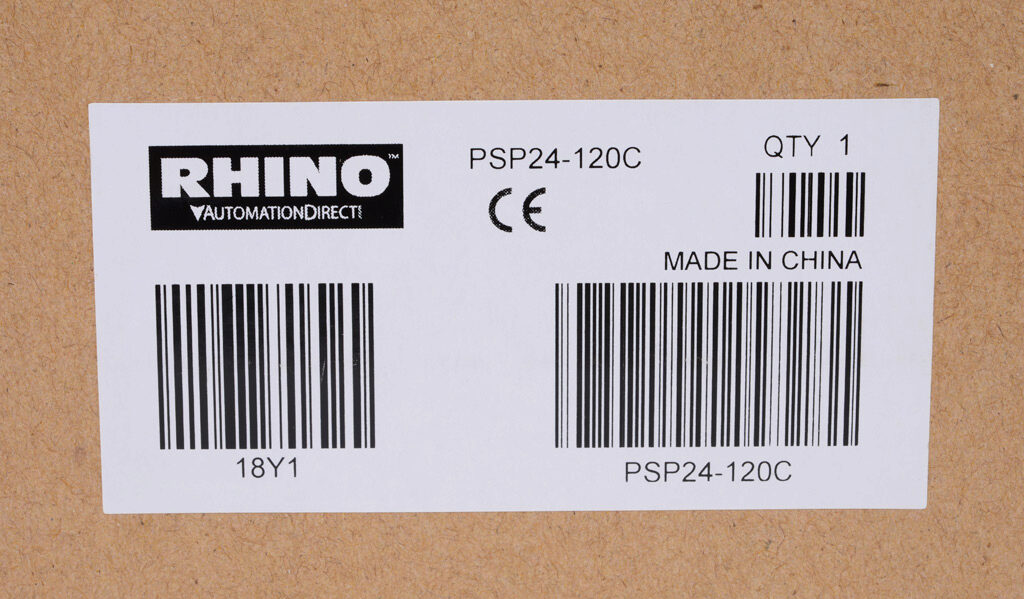 RHINO™
AUTOMATIONDIRECT
PSP24-120C
CE
QTY 1
MADE IN CHINA
18Y1
PSP24-120C